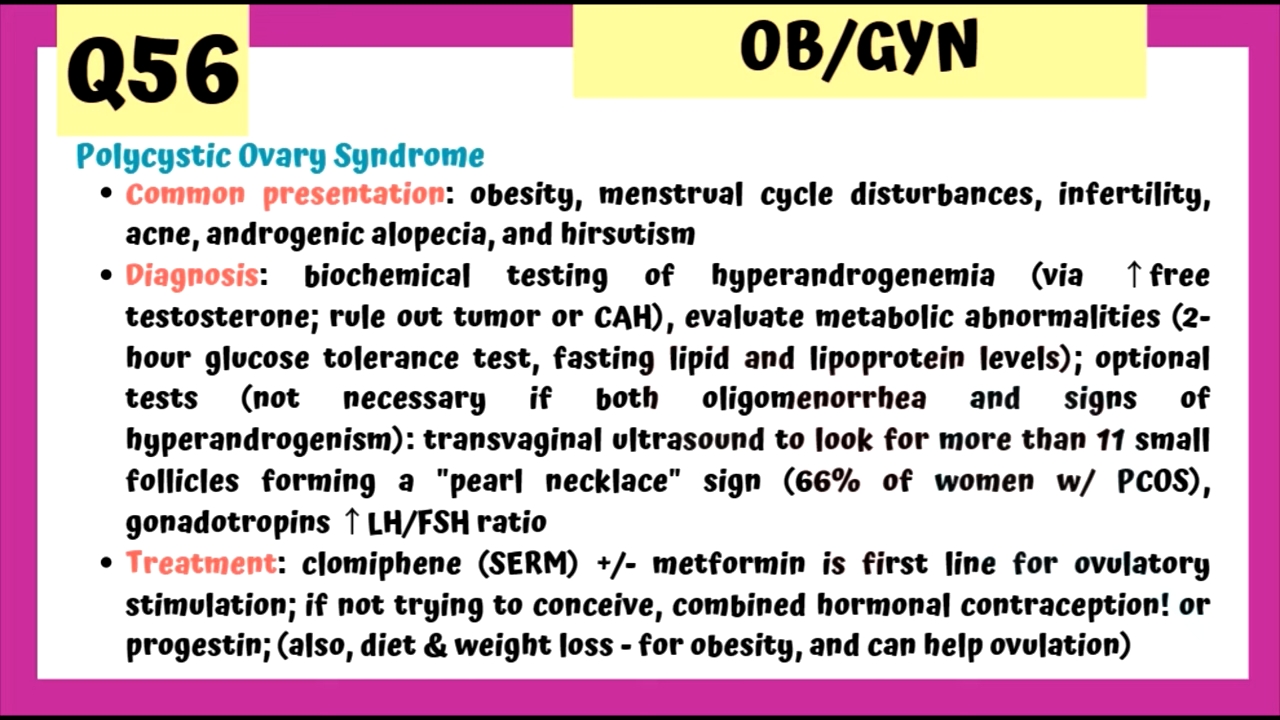 Q56
OB/GYN
Polycystic Ovary Syndrome
• Common presentation: obesity, menstrual cycle disturbances, infertility,
acne, androgenic alopecia, and hirsutism
• Diagnosis: biochemical testing of hyperandrogenemia (via ↑free
testosterone; rule out tumor or CAH), evaluate metabolic abnormalities (2-
hour glucose tolerance test, fasting lipid and lipoprotein levels); optional
tests (not necessary if both oligomenorrhea and signs of
hyperandrogenism): transvaginal ultrasound to look for more than 11 small
follicles forming a "pearl necklace" sign (66% of women w/ PCOS),
gonadotropins ↑LH/FSH ratio
• Treatment: clomiphene (SERM) +/- metformin is first line for ovulatory
stimulation; if not trying to conceive, combined hormonal contraception! or
progestin; (also, diet & weight loss - for obesity, and can help ovulation)